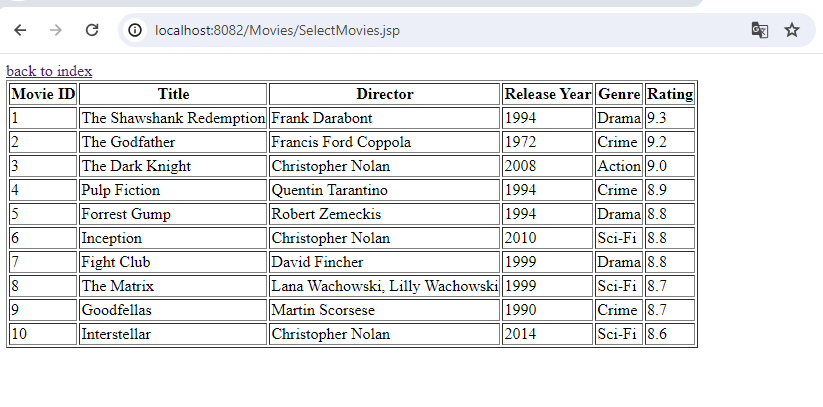 localhost:8082/Movies/SelectMovies.jsp
back to index
Movie ID Title Director Release Year Genre Rating
1 The Shawshank Redemption Frank Darabont 1994 Drama 9.3
2 The Godfather Francis Ford Coppola 1972 Crime 9.2
3 The Dark Knight Christopher Nolan 2008 Action 9.0
4 Pulp Fiction Quentin Tarantino 1994 Crime 8.9
5 Forrest Gump Robert Zemeckis 1994 Drama 8.8
6 Inception Christopher Nolan 2010 Sci-Fi 8.8
7 Fight Club David Fincher 1999 Drama 8.8
8 The Matrix Lana Wachowski, Lilly Wachowski 1999 Sci-Fi 8.7
9 Goodfellas Martin Scorsese 1990 Crime 8.7
10 Interstellar Christopher Nolan 2014 Sci-Fi 8.6